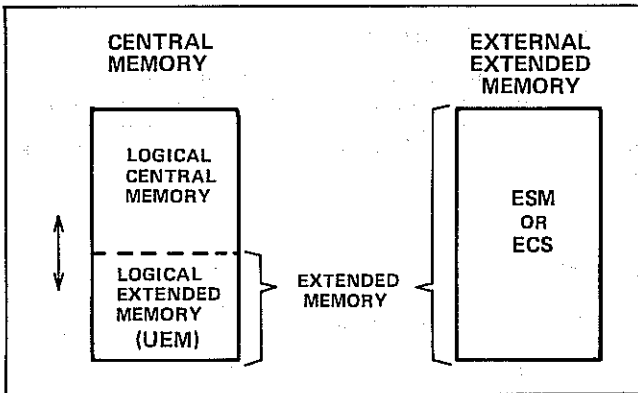 CENTRAL
MEMORY
EXTERNAL
EXTENDED
MEMORY
LOGICAL
CENTRAL
MEMORY
LOGICAL
EXTENDED
MEMORY
(UEM)
EXTENDED
MEMORY
ESM
OR
ECS